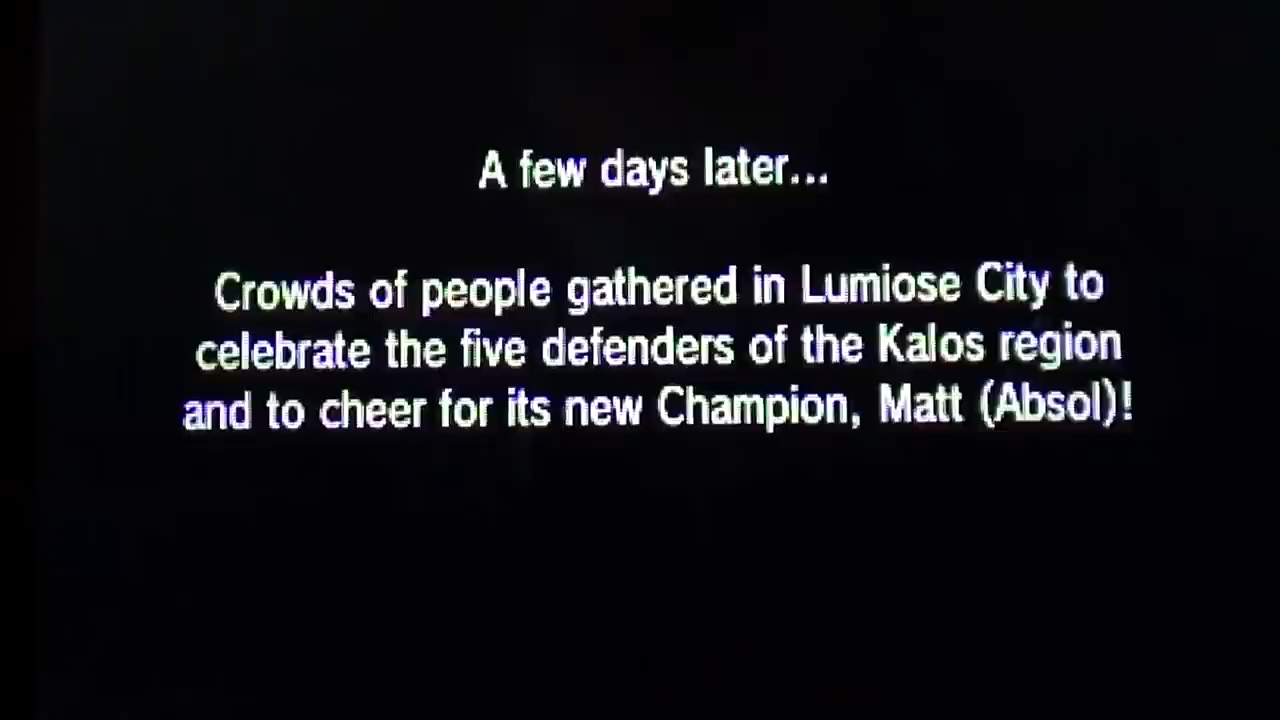 A few days later...
Crowds of people gathered in Lumiose City to
celebrate the five defenders of the Kalos region
and to cheer for its new Champion, Matt (Absol)!